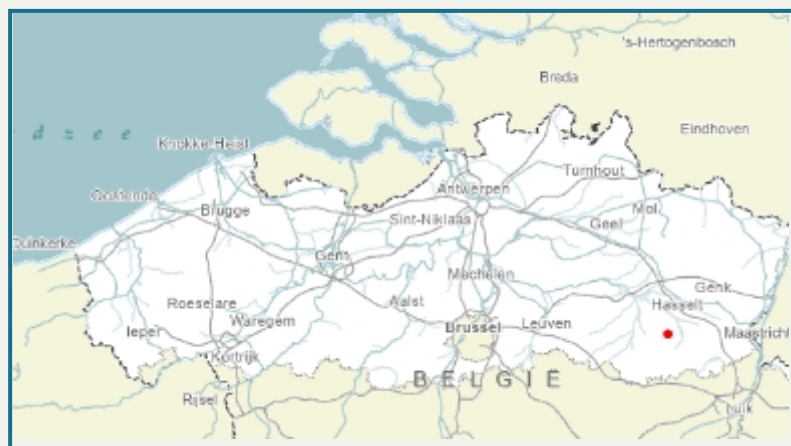 's-Hertogenbosch
Breda
Eindhoven
d z e e
Knokke-Heist
Turnhout
Antwerpen
Oostende
Mol
Brugge
Sint-Niklaas
Geel
Duinkerke
Gent
Mechelen
Genk
Roeselare
Aalst
Hasselt
Waregem
Brussel
Leuven
Ieper
Maastricht
Kortrijk
BELGIË
Rijsel
Luik